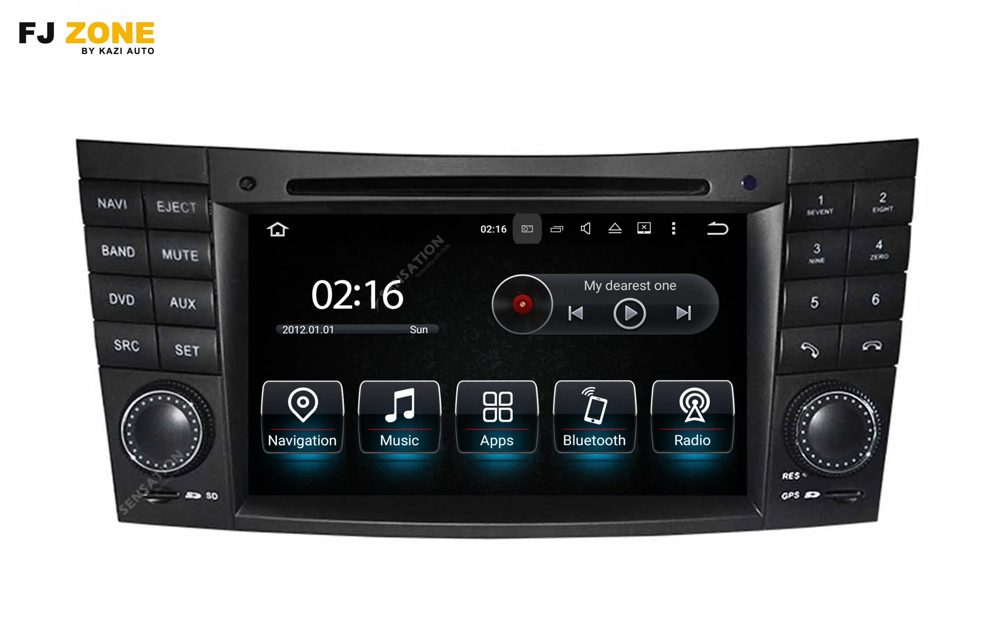 FJ ZONE
BY KAZI AUTO
NAVI
EJECT
BAND
MUTE
DVD
AUX
SRC
SET
SD
02:16
SENSATION
02:16
2012.01.01
Sun
My dearest one
Navigation
Music
Apps
Bluetooth
Radio
1
SEVENT
2
EIGHT
3
NINE
4
ZERO
5
6
RES
GPS
SENSATION